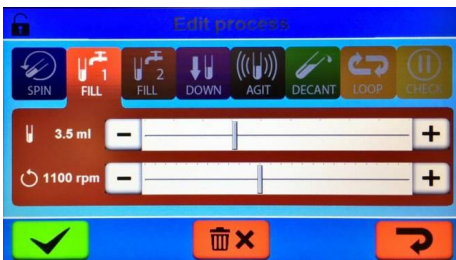 Edit process
SPIN
1
FILL
2
FILL
DOWN
AGIT
DECANT
LOOP
CHECK
3.5 ml
1100 rpm